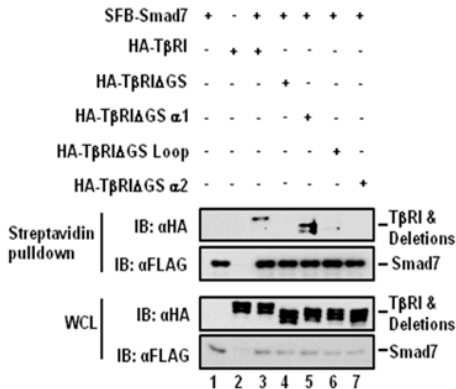 SFB-Smad7 + - + + + + +
HA-TβRI - + + - - - -
HA-TβRIΔGS - - - + - - -
HA-TβRIΔGS α1 - - - - + - -
HA-TβRIΔGS Loop - - - - - + -
HA-TβRIΔGS α2 - - - - - - +
Streptavidin pulldown
IB: αHA
TβRI & Deletions
IB: αFLAG
Smad7
WCL
IB: αHA
TβRI & Deletions
IB: αFLAG
Smad7
1 2 3 4 5 6 7